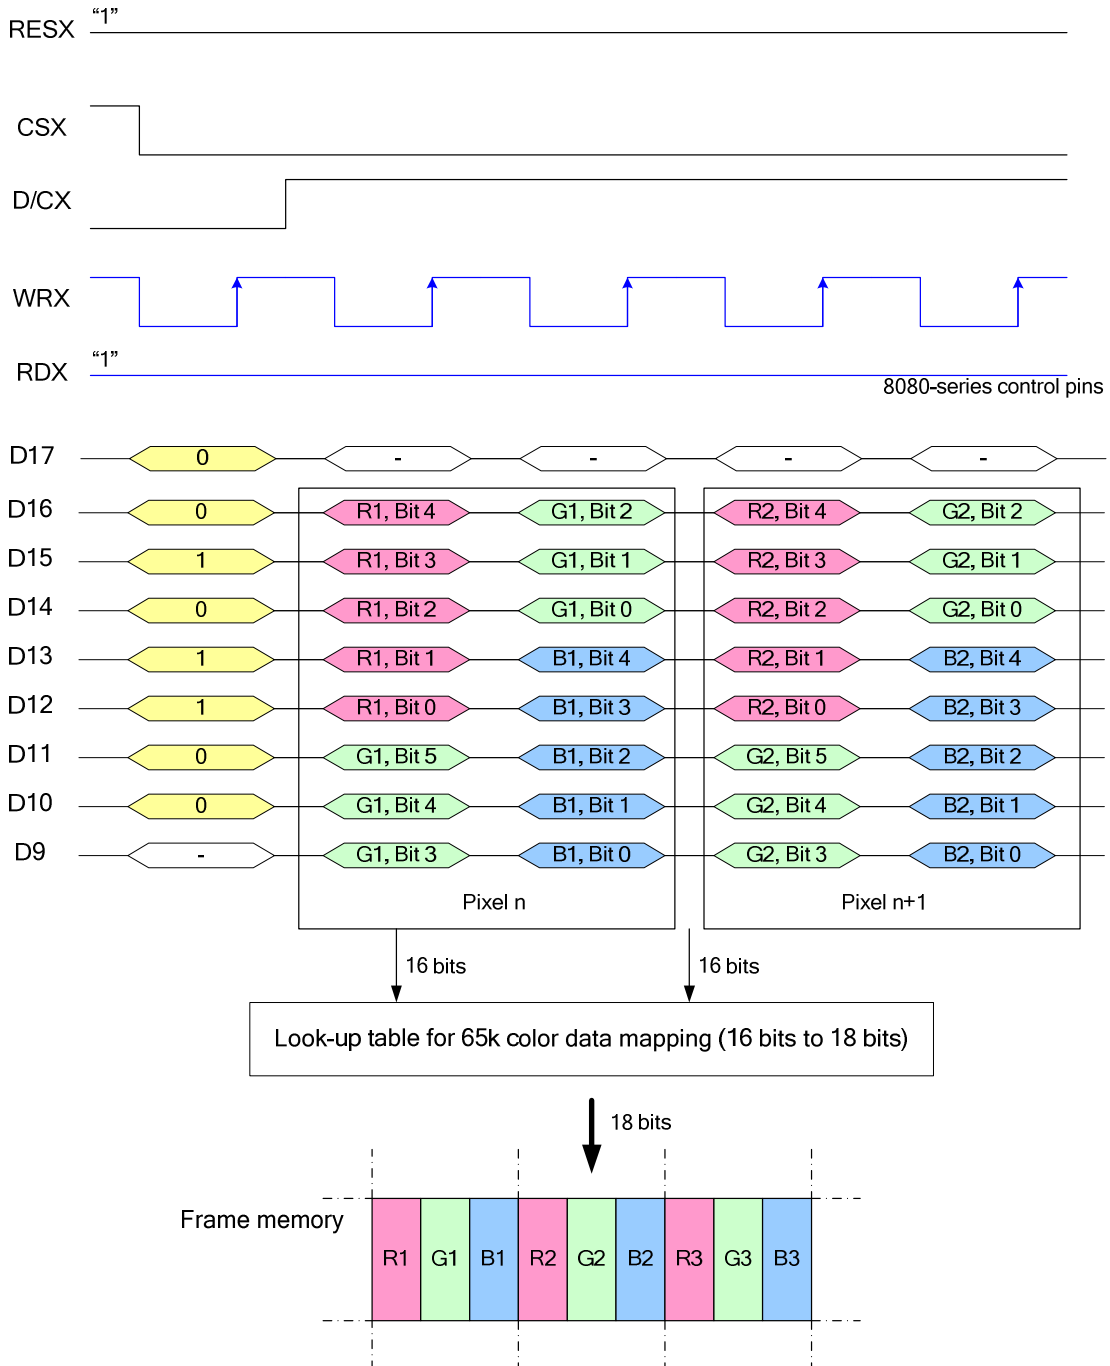 RESX “1”
CSX
D/CX
WRX
RDX “1”
8080-series control pins
D17 0 - - - -
D16 0 R1, Bit 4 G1, Bit 2 R2, Bit 4 G2, Bit 2
D15 1 R1, Bit 3 G1, Bit 1 R2, Bit 3 G2, Bit 1
D14 0 R1, Bit 2 G1, Bit 0 R2, Bit 2 G2, Bit 0
D13 1 R1, Bit 1 B1, Bit 4 R2, Bit 1 B2, Bit 4
D12 1 R1, Bit 0 B1, Bit 3 R2, Bit 0 B2, Bit 3
D11 0 G1, Bit 5 B1, Bit 2 G2, Bit 5 B2, Bit 2
D10 0 G1, Bit 4 B1, Bit 1 G2, Bit 4 B2, Bit 1
D9 - G1, Bit 3 B1, Bit 0 G2, Bit 3 B2, Bit 0
Pixel n Pixel n+1
16 bits 16 bits
Look-up table for 65k color data mapping (16 bits to 18 bits)
18 bits
Frame memory
R1 G1 B1 R2 G2 B2 R3 G3 B3